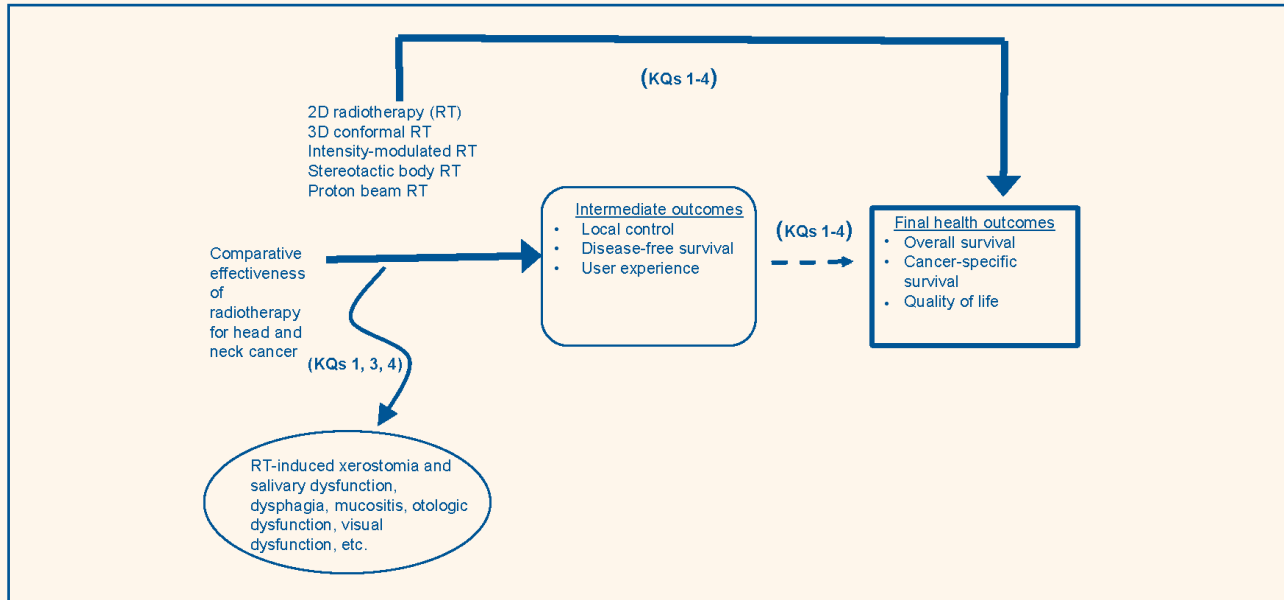 (KQs 1-4)
2D radiotherapy (RT)
3D conformal RT
Intensity-modulated RT
Stereotactic body RT
Proton beam RT
Comparative
effectiveness
of
radiotherapy
for head and
neck cancer
(KQs 1, 3, 4)
Intermediate outcomes
• Local control
• Disease-free survival
• User experience
(KQs 1-4)
Final health outcomes
• Overall survival
• Cancer-specific
survival
• Quality of life
RT-induced xerostomia and
salivary dysfunction,
dysphagia, mucositis, otologic
dysfunction, visual
dysfunction, etc.